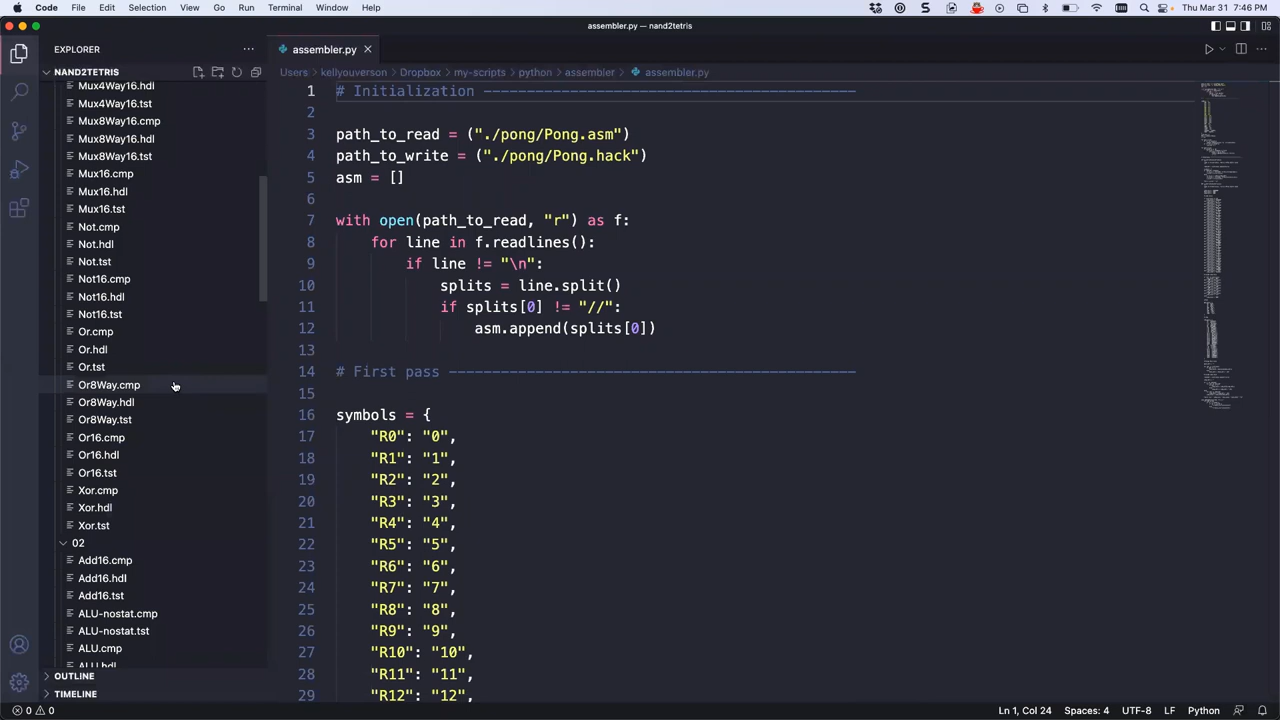 Code File Edit Selection View Go Run Terminal Window Help Thu Mar 31 7:46 PM
assembler.py — nand2tetris
EXPLORER
assembler.py
NAND2TETRIS
Users › kellyouverson › Dropbox › my-scripts › python › assembler › assembler.py
Mux4Way16.hdl
Mux4Way16.tst
Mux8Way16.cmp
Mux8Way16.hdl
Mux8Way16.tst
Mux16.cmp
Mux16.hdl
Mux16.tst
Not.cmp
Not.hdl
Not.tst
Not16.cmp
Not16.hdl
Not16.tst
Or.cmp
Or.hdl
Or.tst
Or8Way.cmp
Or8Way.hdl
Or8Way.tst
Or16.cmp
Or16.hdl
Or16.tst
Xor.cmp
Xor.hdl
Xor.tst
02
Add16.cmp
Add16.hdl
Add16.tst
ALU-nostat.cmp
ALU-nostat.tst
ALU.cmp
ALU.hdl
OUTLINE
TIMELINE
1 # Initialization -------------------------------------------
2
3 path_to_read = ("./pong/Pong.asm")
4 path_to_write = ("./pong/Pong.hack")
5 asm = []
6
7 with open(path_to_read, "r") as f:
8 for line in f.readlines():
9 if line != "\n":
10 splits = line.split()
11 if splits[0] != "//":
12 asm.append(splits[0])
13
14 # First pass -----------------------------------------------
15
16 symbols = {
17 "R0": "0",
18 "R1": "1",
19 "R2": "2",
20 "R3": "3",
21 "R4": "4",
22 "R5": "5",
23 "R6": "6",
24 "R7": "7",
25 "R8": "8",
26 "R9": "9",
27 "R10": "10",
28 "R11": "11",
29 "R12": "12",
0 0 Ln 1, Col 24 Spaces: 4 UTF-8 LF Python